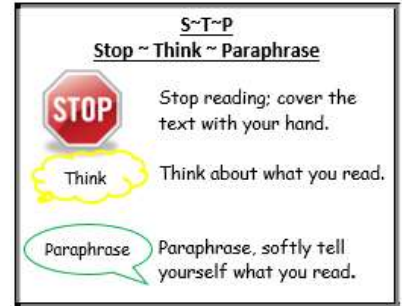 S~T~P
Stop ~ Think ~ Paraphrase
STOP
Stop reading; cover the
text with your hand.
Think
Think about what you read.
Paraphrase
Paraphrase, softly tell
yourself what you read.